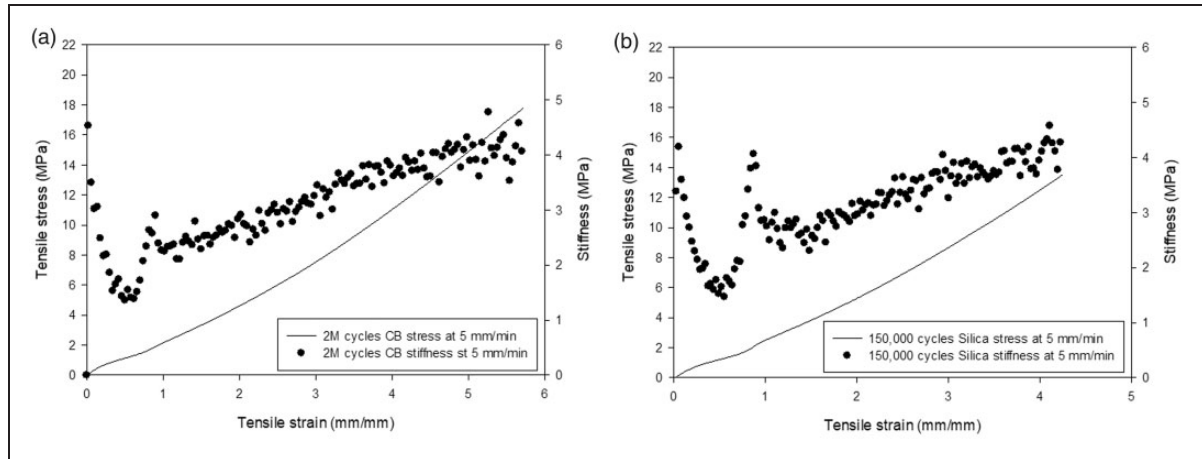 (a)
22
20
18
16
14
12
10
8
6
4
2
0
Tensile stress (MPa)
6
5
4
3
2
1
0
Stiffness (MPa)
2M cycles CB stress at 5 mm/min
2M cycles CB stiffness st 5 mm/min
0 1 2 3 4 5 6
Tensile strain (mm/mm)
(b)
22
20
18
16
14
12
10
8
6
4
2
0
Tensile stress (MPa)
6
5
4
3
2
1
0
Stiffness (MPa)
150,000 cycles Silica stress at 5 mm/min
150,000 cycles Silica stiffness at 5 mm/min
0 1 2 3 4 5
Tensile strain (mm/mm)